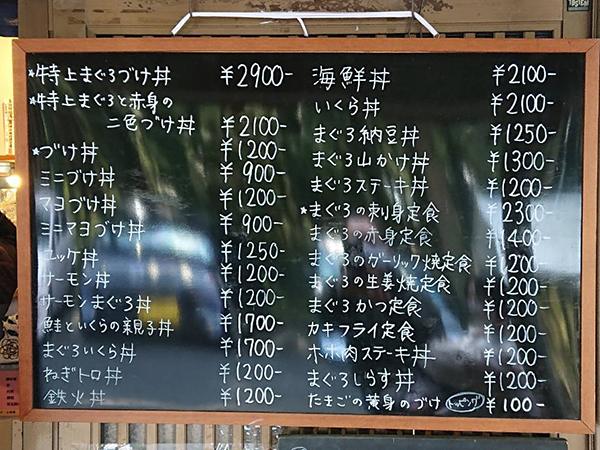 *特上まぐろづけ丼 ¥2900-
*特上まぐろと赤身の
二色づけ丼 ¥2100-
*づけ丼 ¥1200-
ミニづけ丼 ¥900-
マヨづけ丼 ¥1200-
ミニマヨづけ丼 ¥900-
ユッケ丼 ¥1250-
サーモン丼 ¥1200-
サーモンまぐろ丼 ¥1200-
鮭といくらの親子丼 ¥1700-
まぐろいくら丼 ¥1700-
ねぎトロ丼 ¥1200-
鉄火丼 ¥1200-
海鮮丼 ¥2100-
いくら丼 ¥2100-
まぐろ納豆丼 ¥1250-
まぐろ山かけ丼 ¥1300-
まぐろステーキ丼 ¥1200-
*まぐろの刺身定食 ¥2300-
まぐろの赤身定食 ¥1400-
まぐろのガーリック焼定食 ¥1200-
まぐろの生姜焼定食 ¥1200-
まぐろかつ定食 ¥1200-
カキフライ定食 ¥1200-
ホホ肉ステーキ丼 ¥1200-
まぐろしらす丼 ¥1200-
たまごの黄身のづけ トッピング ¥100-